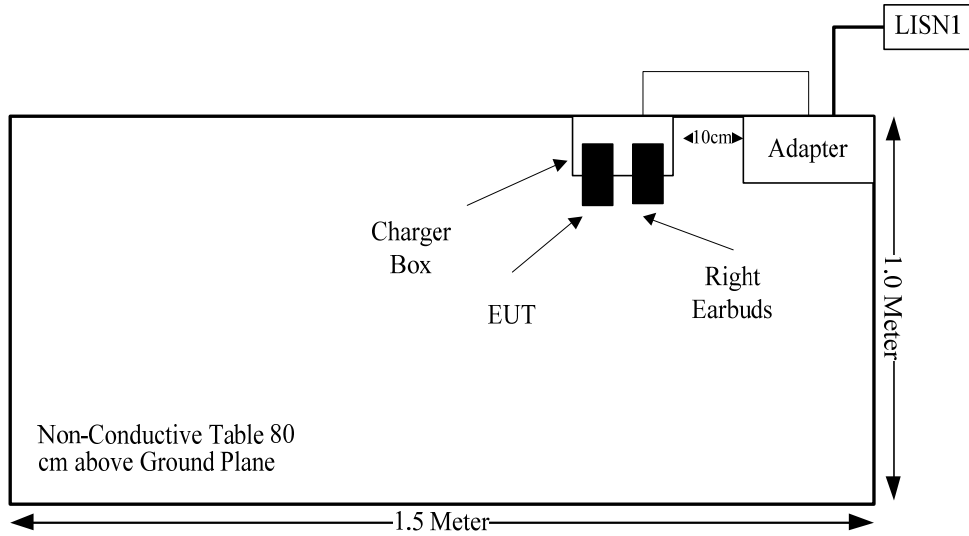 LISN1
10cm
Adapter
Charger
Box
EUT
Right
Earbuds
1.0 Meter
Non-Conductive Table 80
cm above Ground Plane
1.5 Meter